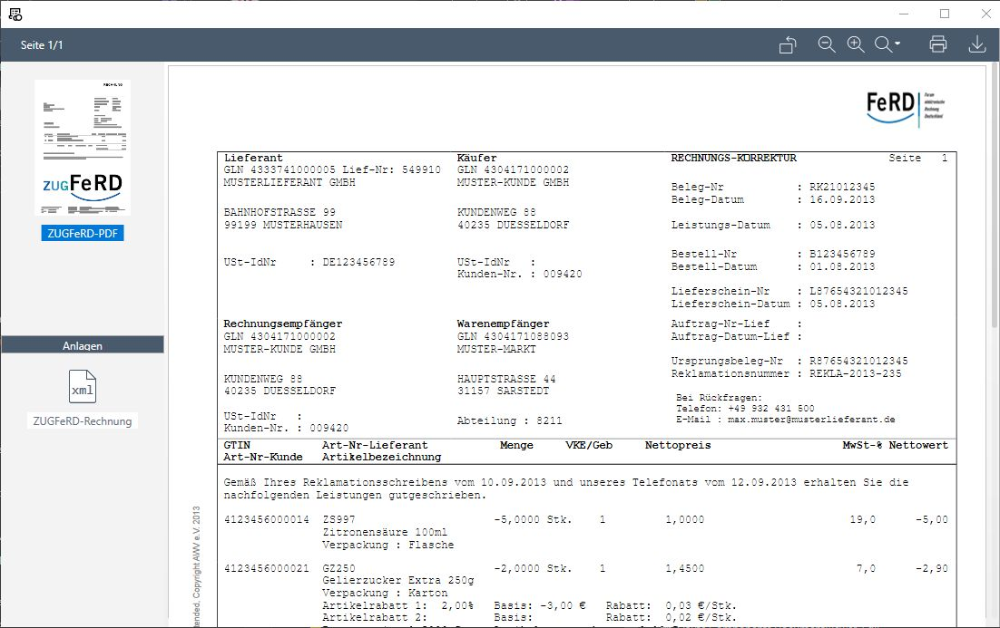 Seite 1/1
ZUGFeRD
ZUGFeRD-PDF
Anlagen
xml
ZUGFeRD-Rechnung
FeRD
Forum
elektronische
Rechnung
Deutschland
Lieferant
GLN 4333741000005 Lief-Nr: 549910
MUSTERLIEFERANT GMBH
BAHNHOFSTRASSE 99
99199 MUSTERHAUSEN
USt-IdNr : DE123456789
Käufer
GLN 4304171000002
MUSTER-KUNDE GMBH
KUNDENWEG 88
40235 DUESSELDORF
USt-IdNr :
Kunden-Nr. : 009420
RECHNUNGS-KORREKTUR Seite 1
Beleg-Nr : RK21012345
Beleg-Datum : 16.09.2013
Leistungs-Datum : 05.08.2013
Bestell-Nr : B123456789
Bestell-Datum : 01.08.2013
Lieferschein-Nr : L87654321012345
Lieferschein-Datum : 05.08.2013
Rechnungsempfänger
GLN 4304171000002
MUSTER-KUNDE GMBH
KUNDENWEG 88
40235 DUESSELDORF
USt-IdNr :
Kunden-Nr. : 009420
Warenempfänger
GLN 4304171088093
MUSTER-MARKT
HAUPTSTRASSE 44
31157 SARSTEDT
Abteilung : 8211
Auftrag-Nr-Lief :
Auftrag-Datum-Lief :
Ursprungsbeleg-Nr : R87654321012345
Reklamationsnummer : REKLA-2013-235
Bei Rückfragen:
Telefon: +49 932 431 500
E-Mail : max.muster@musterlieferant.de
GTIN Art-Nr-Lieferant Menge VKE/Geb Nettopreis MwSt-% Nettowert
Art-Nr-Kunde Artikelbezeichnung
Gemäß Ihres Reklamationsschreibens vom 10.09.2013 und unseres Telefonats vom 12.09.2013 erhalten Sie die
nachfolgenden Leistungen gutgeschrieben.
4123456000014 ZS997 -5,0000 Stk. 1 1,0000 19,0 -5,00
Zitronensäure 100ml
Verpackung : Flasche
4123456000021 GZ250 -2,0000 Stk. 1 1,4500 7,0 -2,90
Gelierzucker Extra 250g
Verpackung : Karton
Artikelrabatt 1: 2,00% Basis: -3,00 € Rabatt: 0,03 €/Stk.
Artikelrabatt 2: Basis: Rabatt: 0,02 €/Stk.
tended. Copyright AWV e.V. 2013